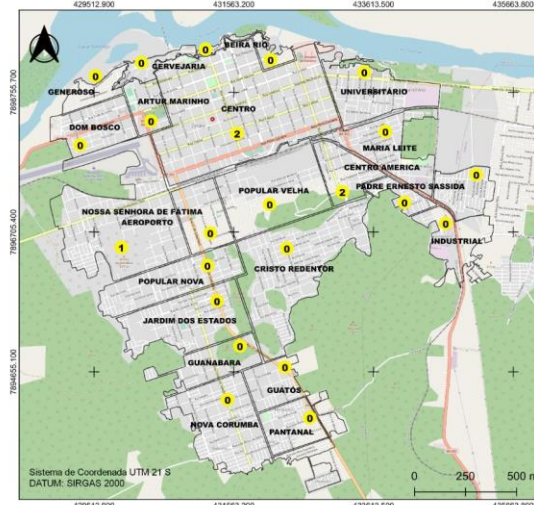 429512.900 431563.200 433613.500 435663.800
BEIRA RIO
0
CERVEJARIA
0
0
0
0
GENEROSO
UNIVERSITÁRIO
ARTUR MARINHO
CENTRO
DOM BOSCO
0
2
0
0
MARIA LEITE
CENTRO AMERICA
POPULAR VELHA
2
PADRE ERNESTO SASSIDA
0
0
0
NOSSA SENHORA DE FÁTIMA
AEROPORTO
0
0
INDUSTRIAL
1
0
CRISTO REDENTOR
0
POPULAR NOVA
0
JARDIM DOS ESTADOS
0
GUANABARA
0
GUATÓS
0
NOVA CORUMBÁ
0
PANTANAL
7896705.400
7894655.100
Sistema de Coordenada UTM 21 S
DATUM: SIRGAS 2000
0 250 500 m